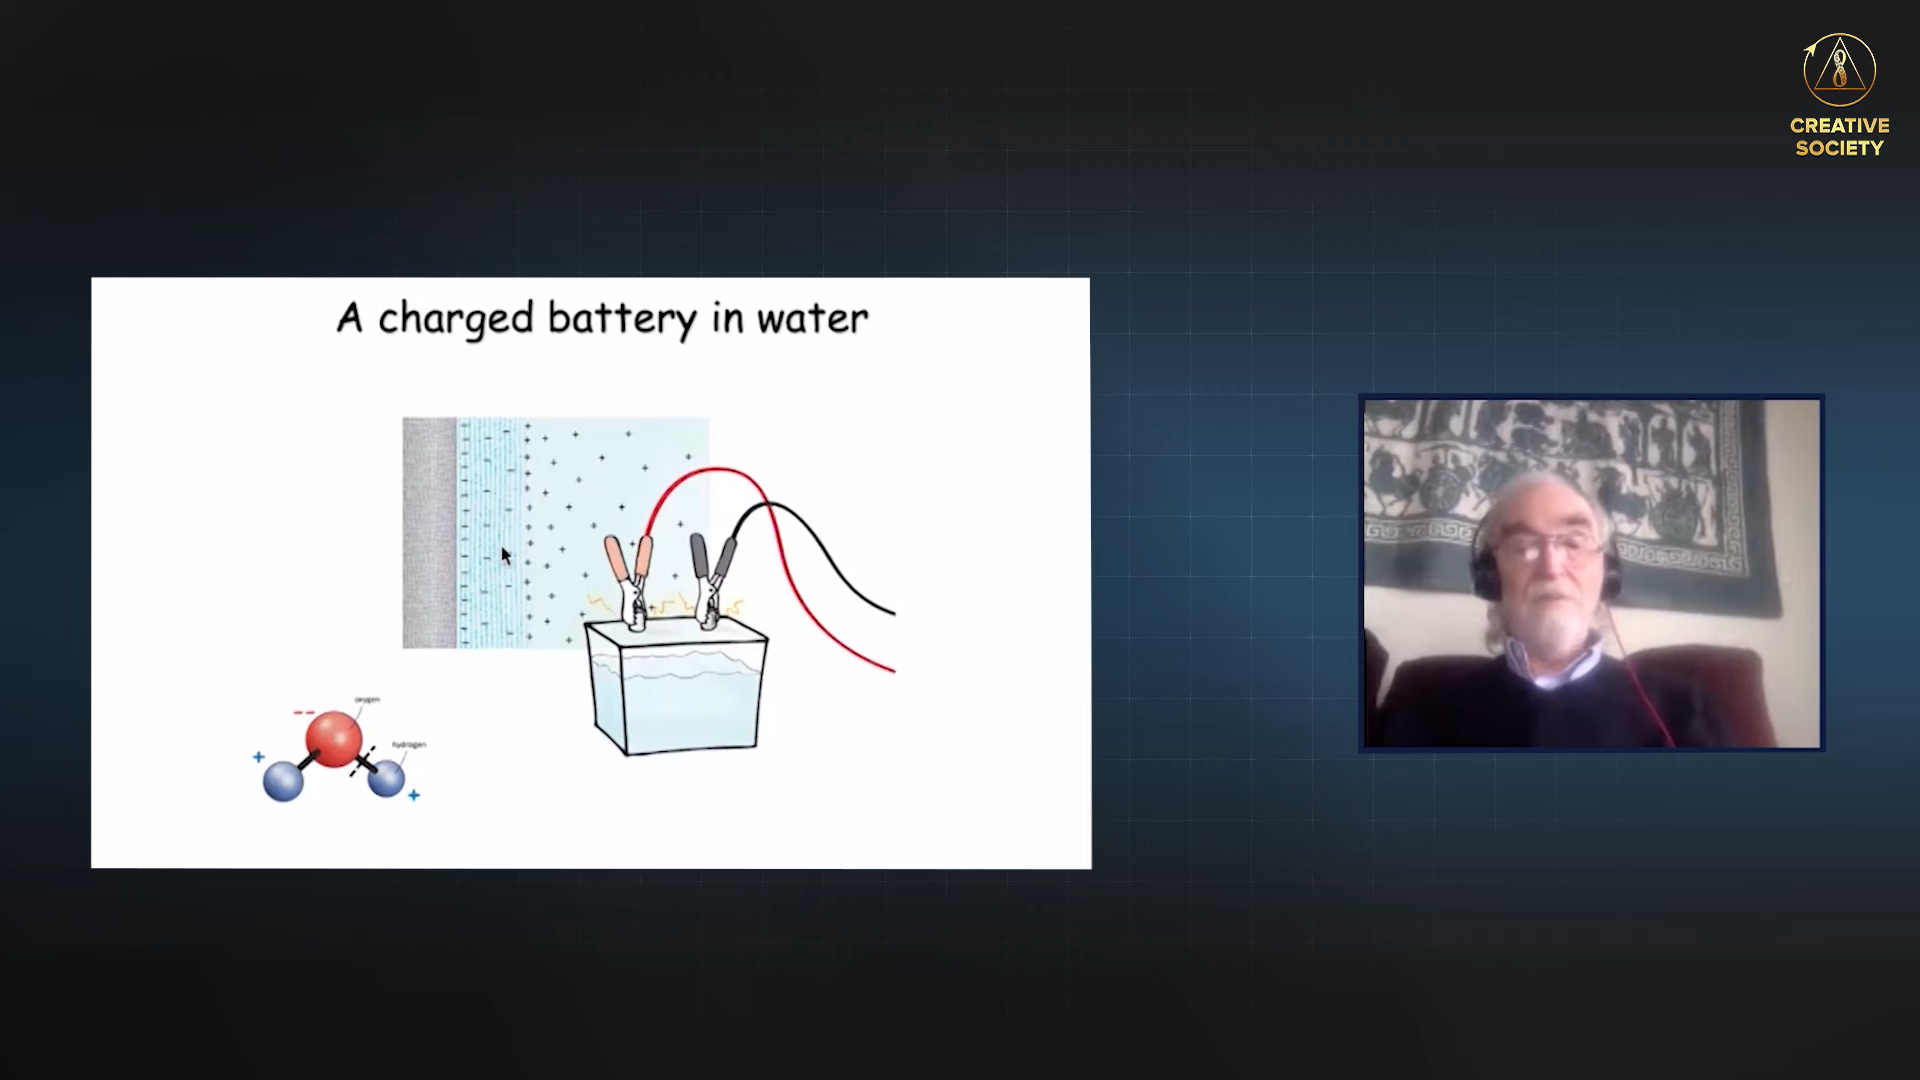 CREATIVE
SOCIETY
A charged battery in water
oxygen
hydrogen